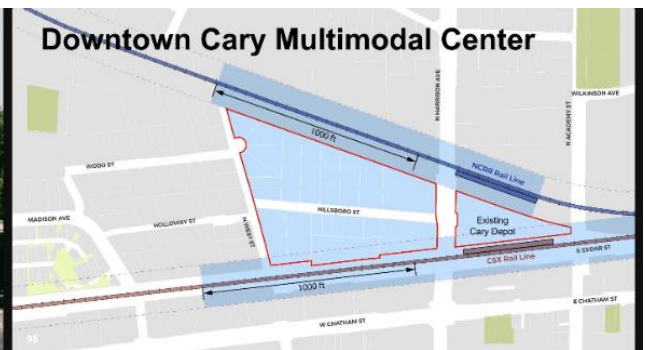 Downtown Cary Multimodal Center
WILKINSON AVE
N HARRISON AVE
N ACADEMY ST
1000 ft
WOOD ST
NCRR Rail Line
MADISON AVE
HOLLOWAY ST
N WEST ST
HILLSBORO ST
Existing
Cary Depot
CSX Rail Line
E CEDAR ST
1000 ft
E CHATHAM ST
W CHATHAM ST
98